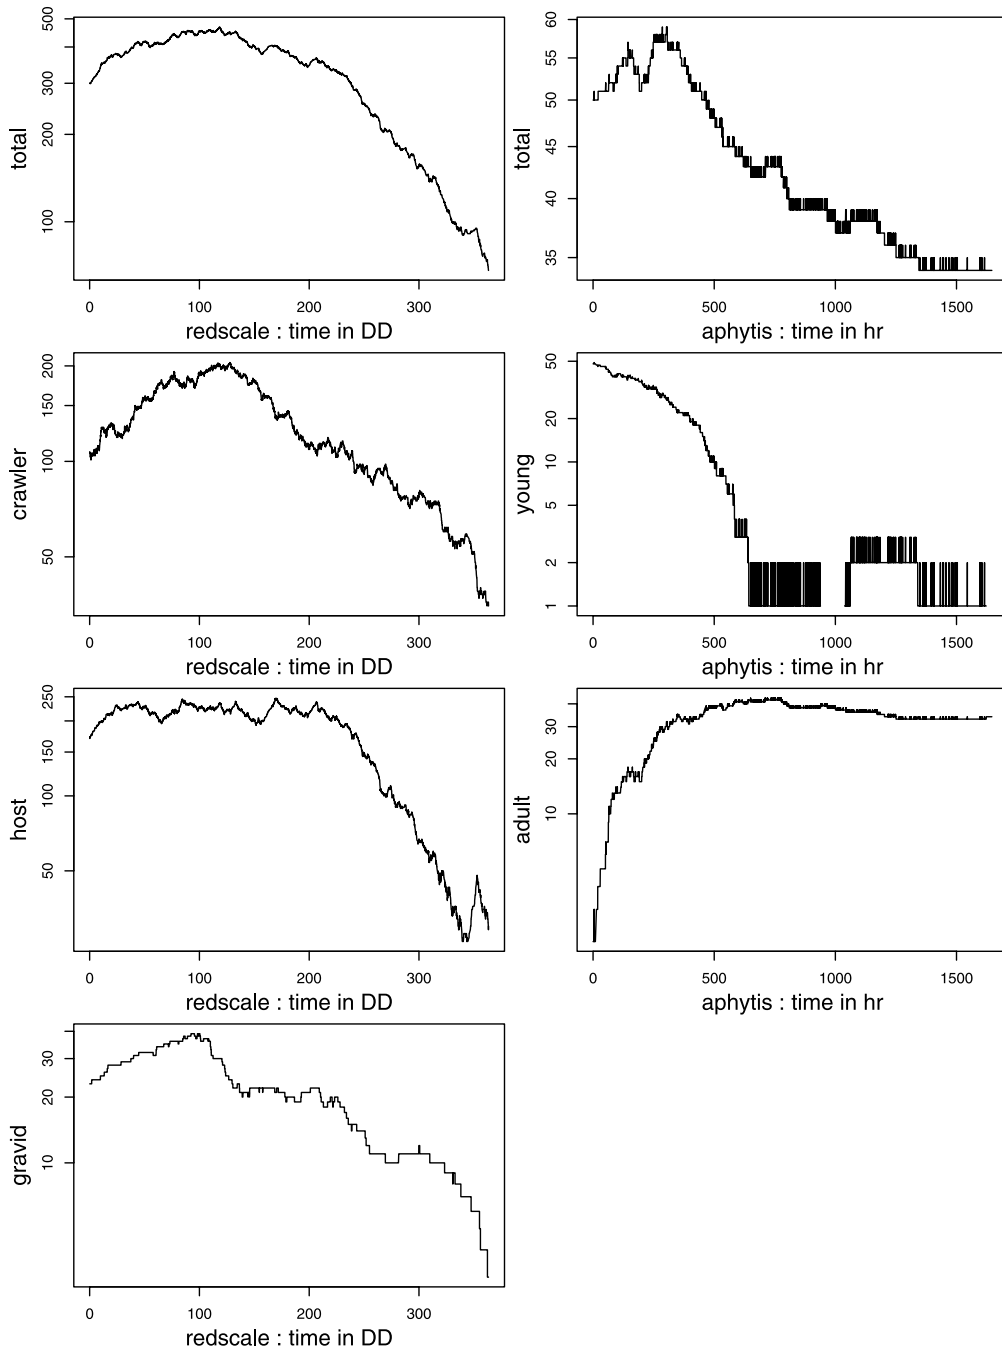 total
500
300
200
100
0 100 200 300
redscale : time in DD
total
60
55
50
45
40
35
0 500 1000 1500
aphytis : time in hr
crawler
200
150
100
50
0 100 200 300
redscale : time in DD
young
50
20
10
5
2
1
0 500 1000 1500
aphytis : time in hr
host
250
150
100
50
0 100 200 300
redscale : time in DD
adult
30
20
10
0 500 1000 1500
aphytis : time in hr
gravid
30
20
10
0 100 200 300
redscale : time in DD